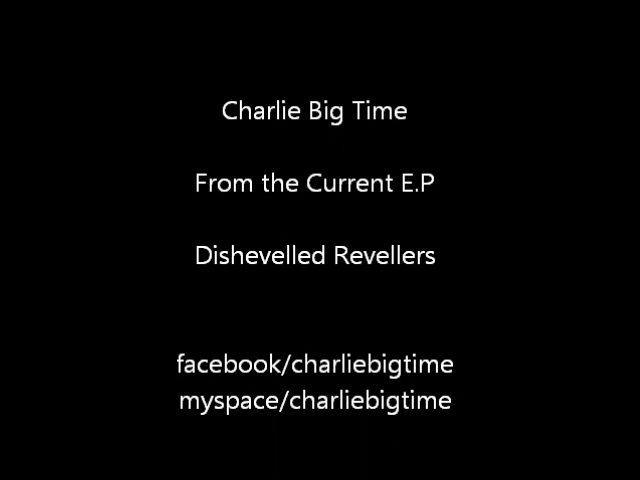 Charlie Big Time
From the Current E.P
Dishevelled Revellers
facebook/charliebigtime
myspace/charliebigtime